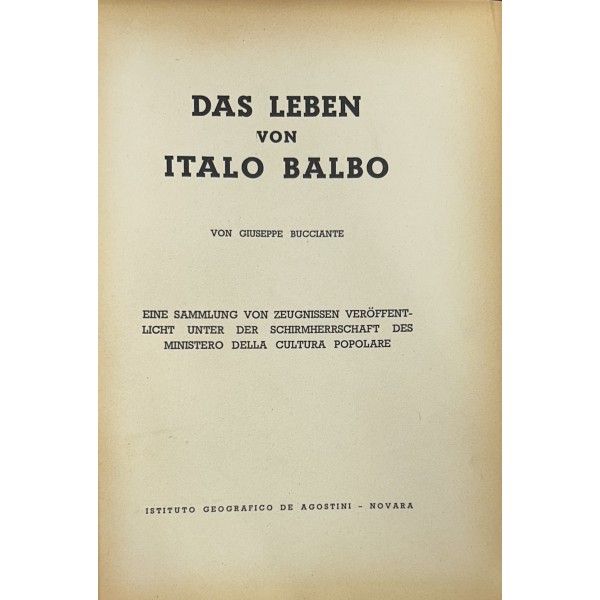 DAS LEBEN
VON
ITALO BALBO
VON GIUSEPPE BUCCIANTE
EINE SAMMLUNG VON ZEUGNISSEN VERÖFFENT-
LICHT UNTER DER SCHIRMHERRSCHAFT DES
MINISTERO DELLA CULTURA POPOLARE
ISTITUTO GEOGRAFICO DE AGOSTINI – NOVARA